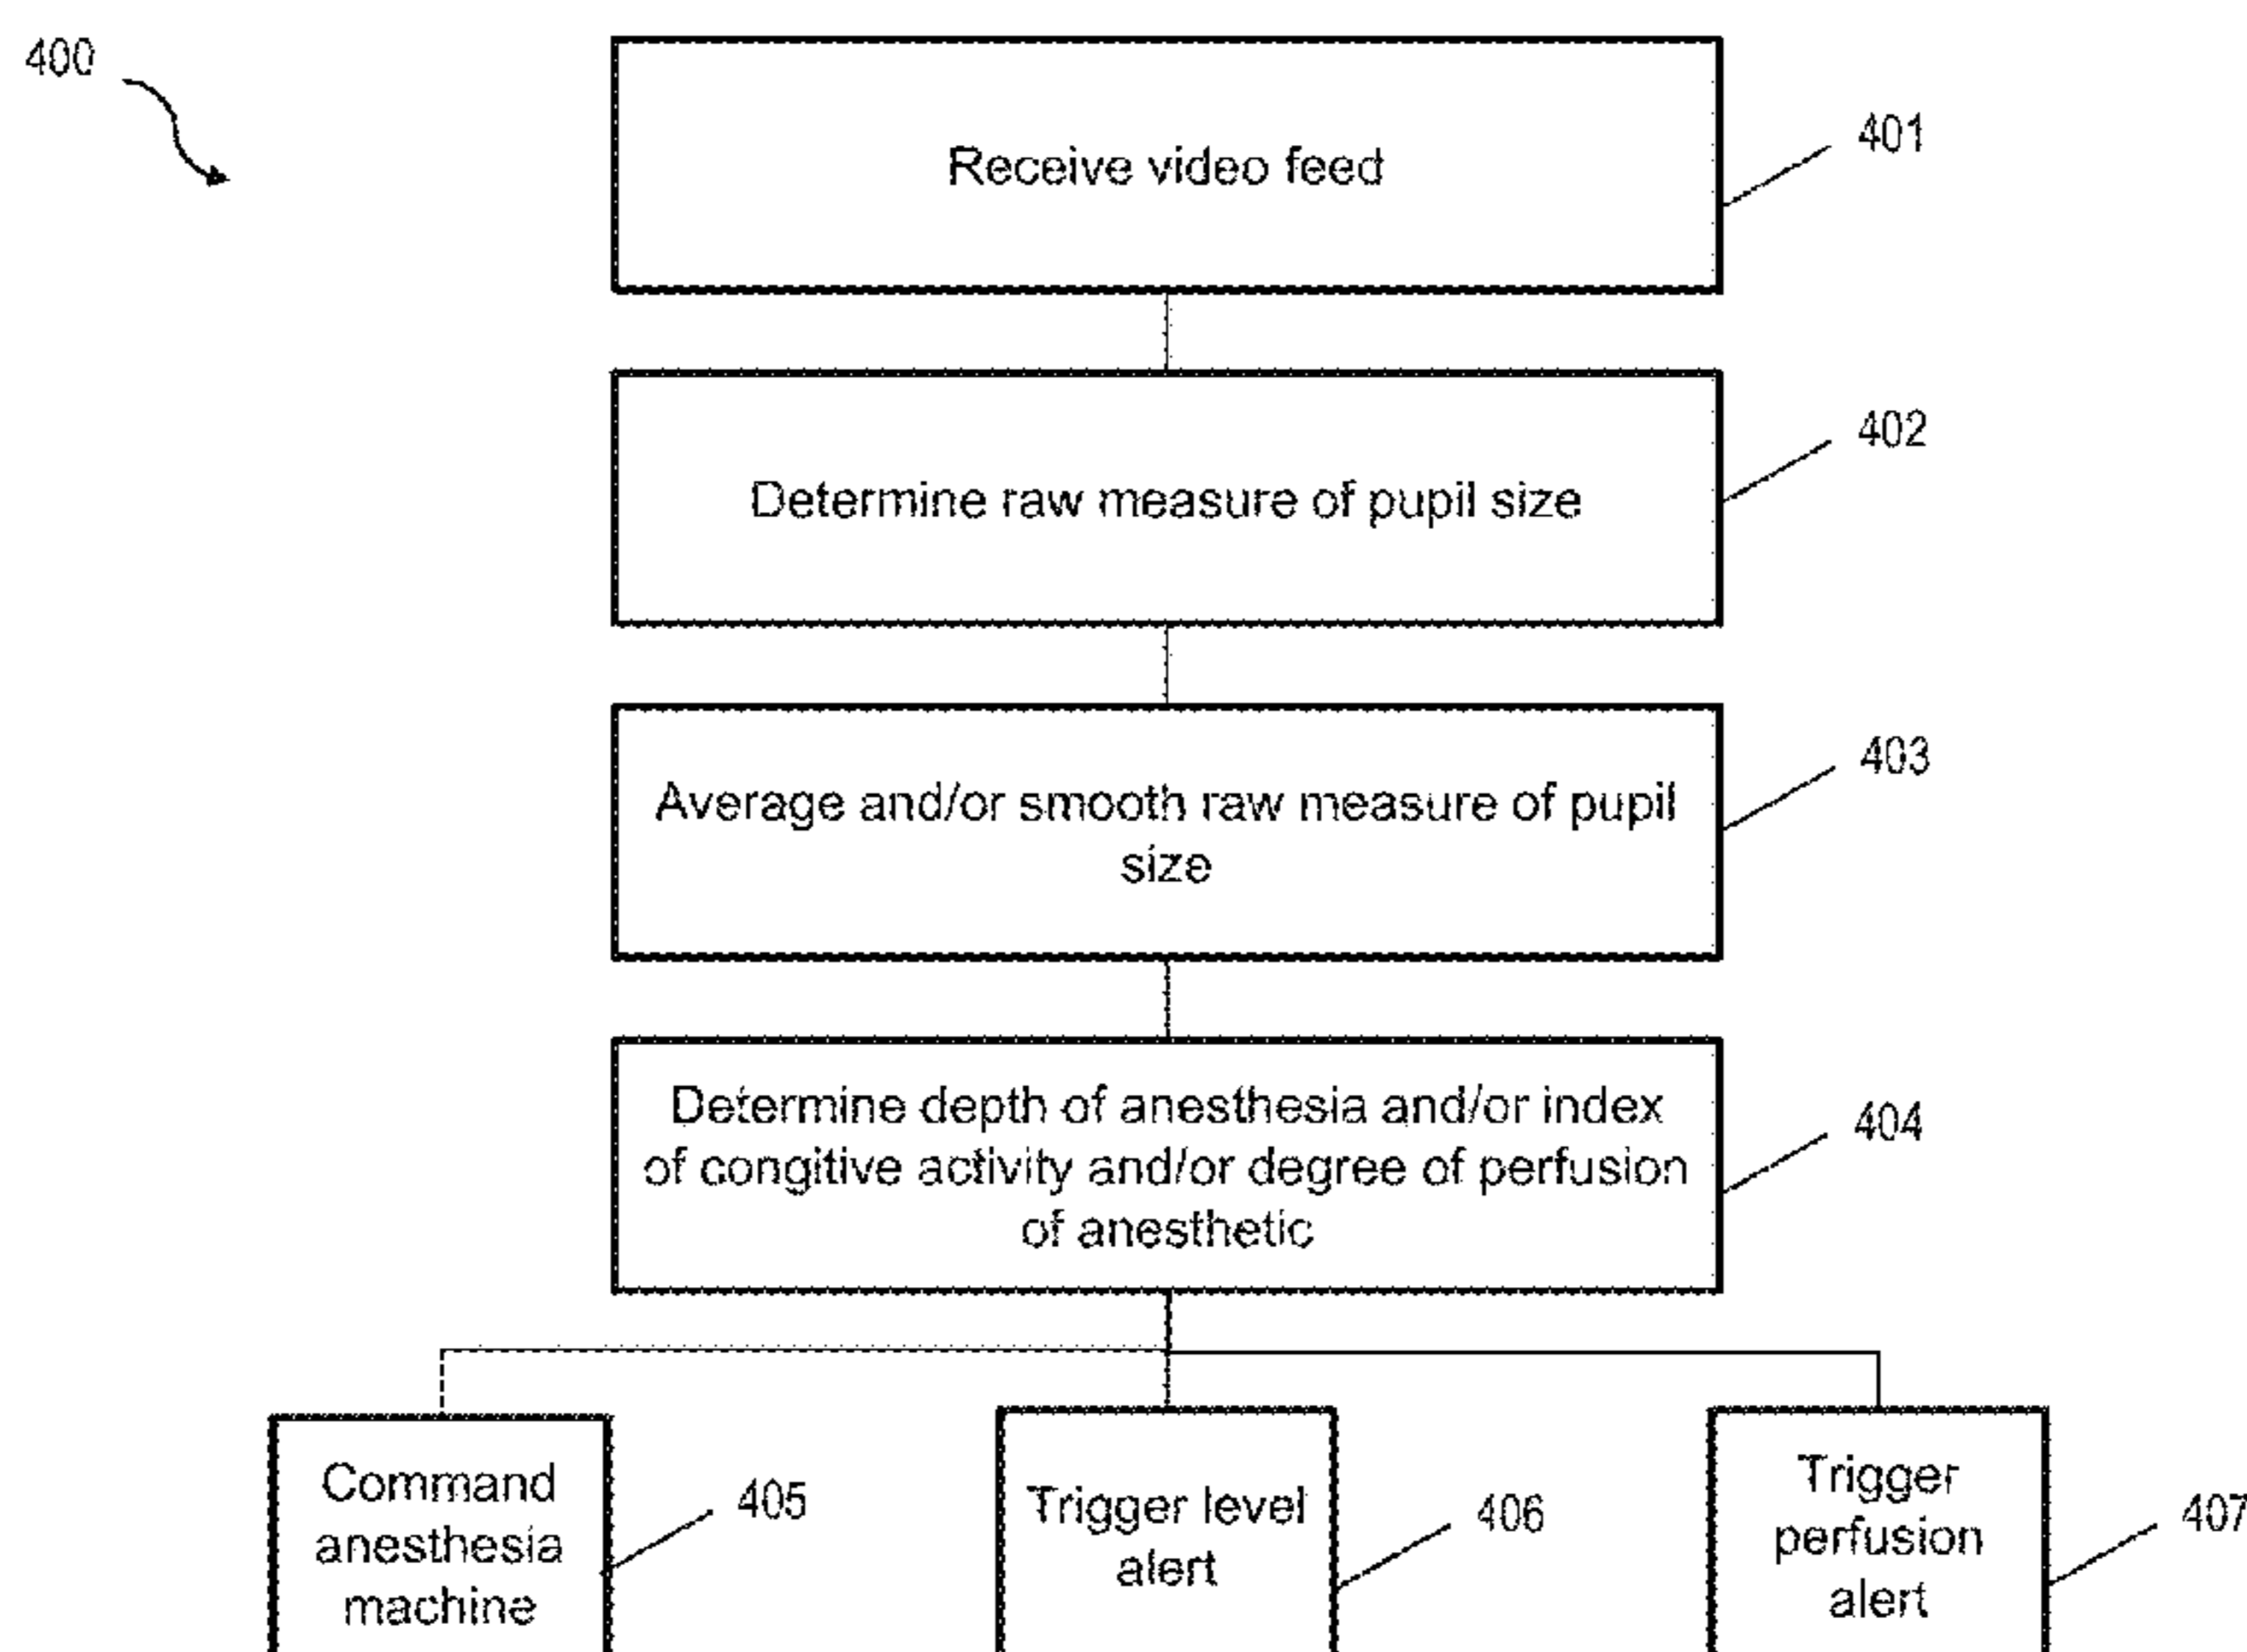 400
Receive video feed
401
Determine raw measure of pupil size
402
Average and/or smooth raw measure of pupil
size
403
Determine depth of anesthesia and/or index
of congitive activity and/or degree of perfusion
of anesthetic
404
Command
anesthesia
machine
405
Trigger level
alert
406
Trigger
perfusion
alert
407